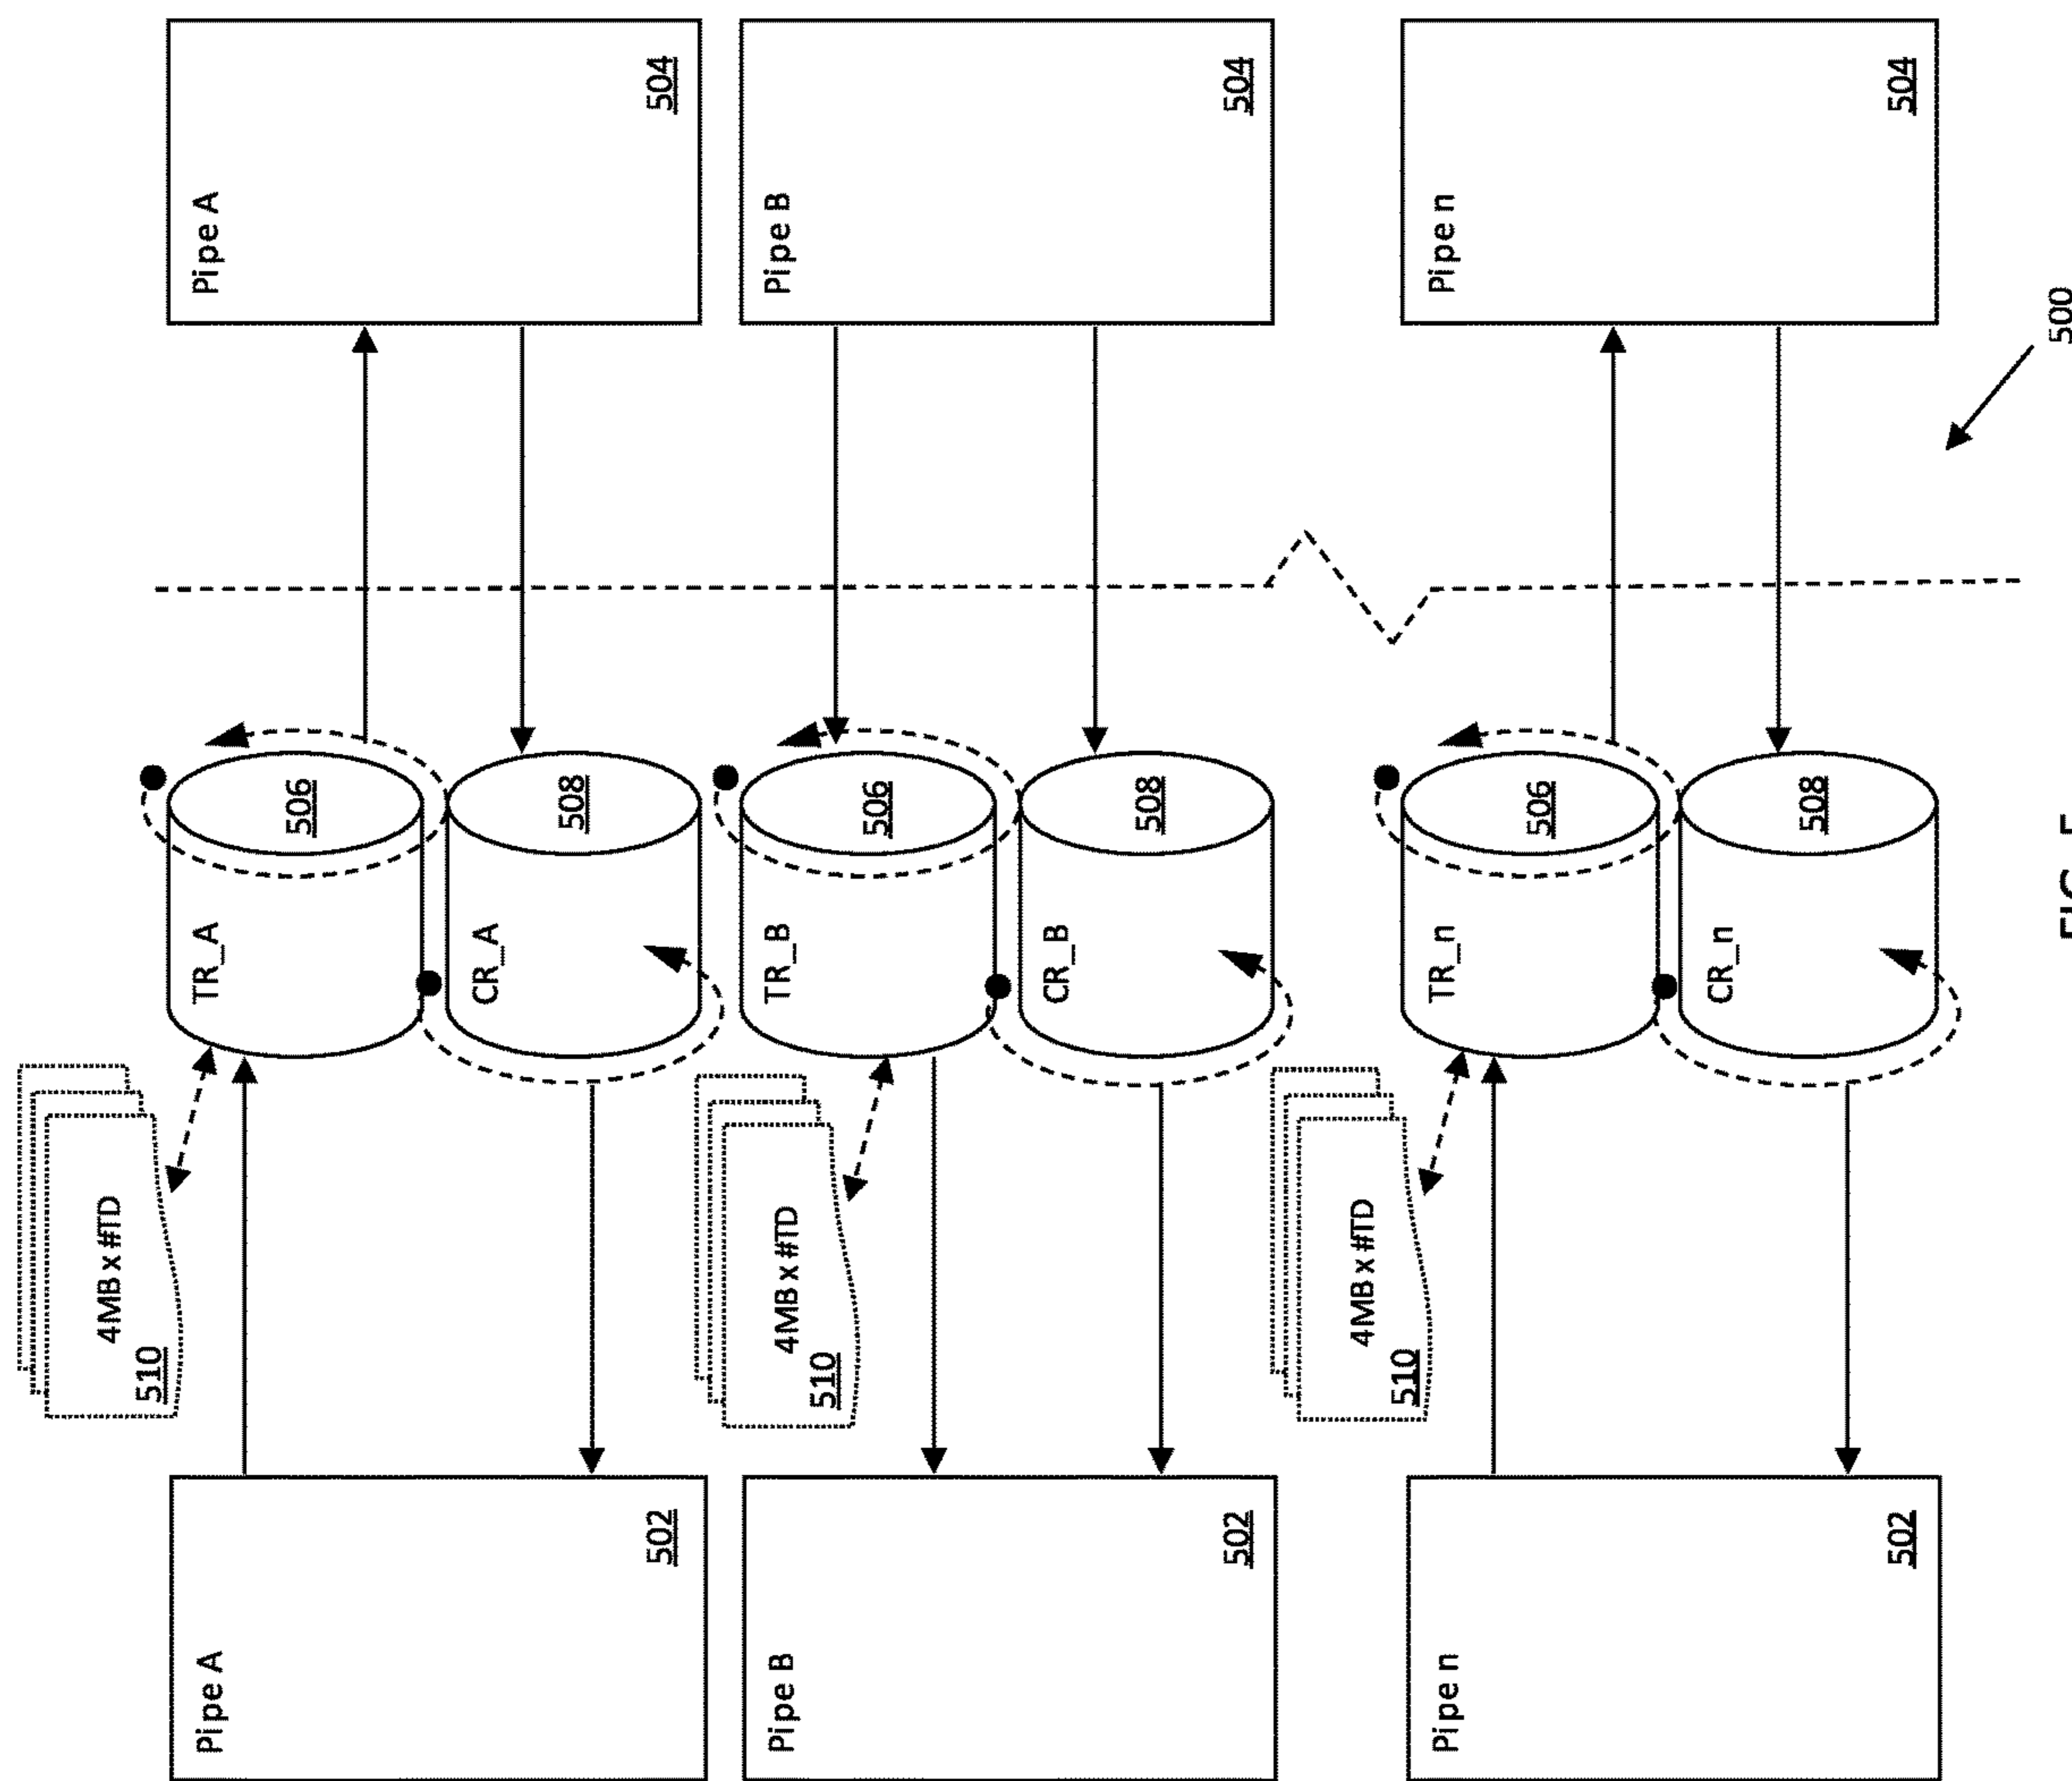 4MB x #TD
510
Pipe A
TR_A
Pipe A
506
CR_A
508
502
504
4MB x #TD
510
Pipe B
TR_B
Pipe B
506
CR_B
508
502
504
4MB x #TD
510
Pipe n
TR_n
Pipe n
506
CR_n
508
502
504
500